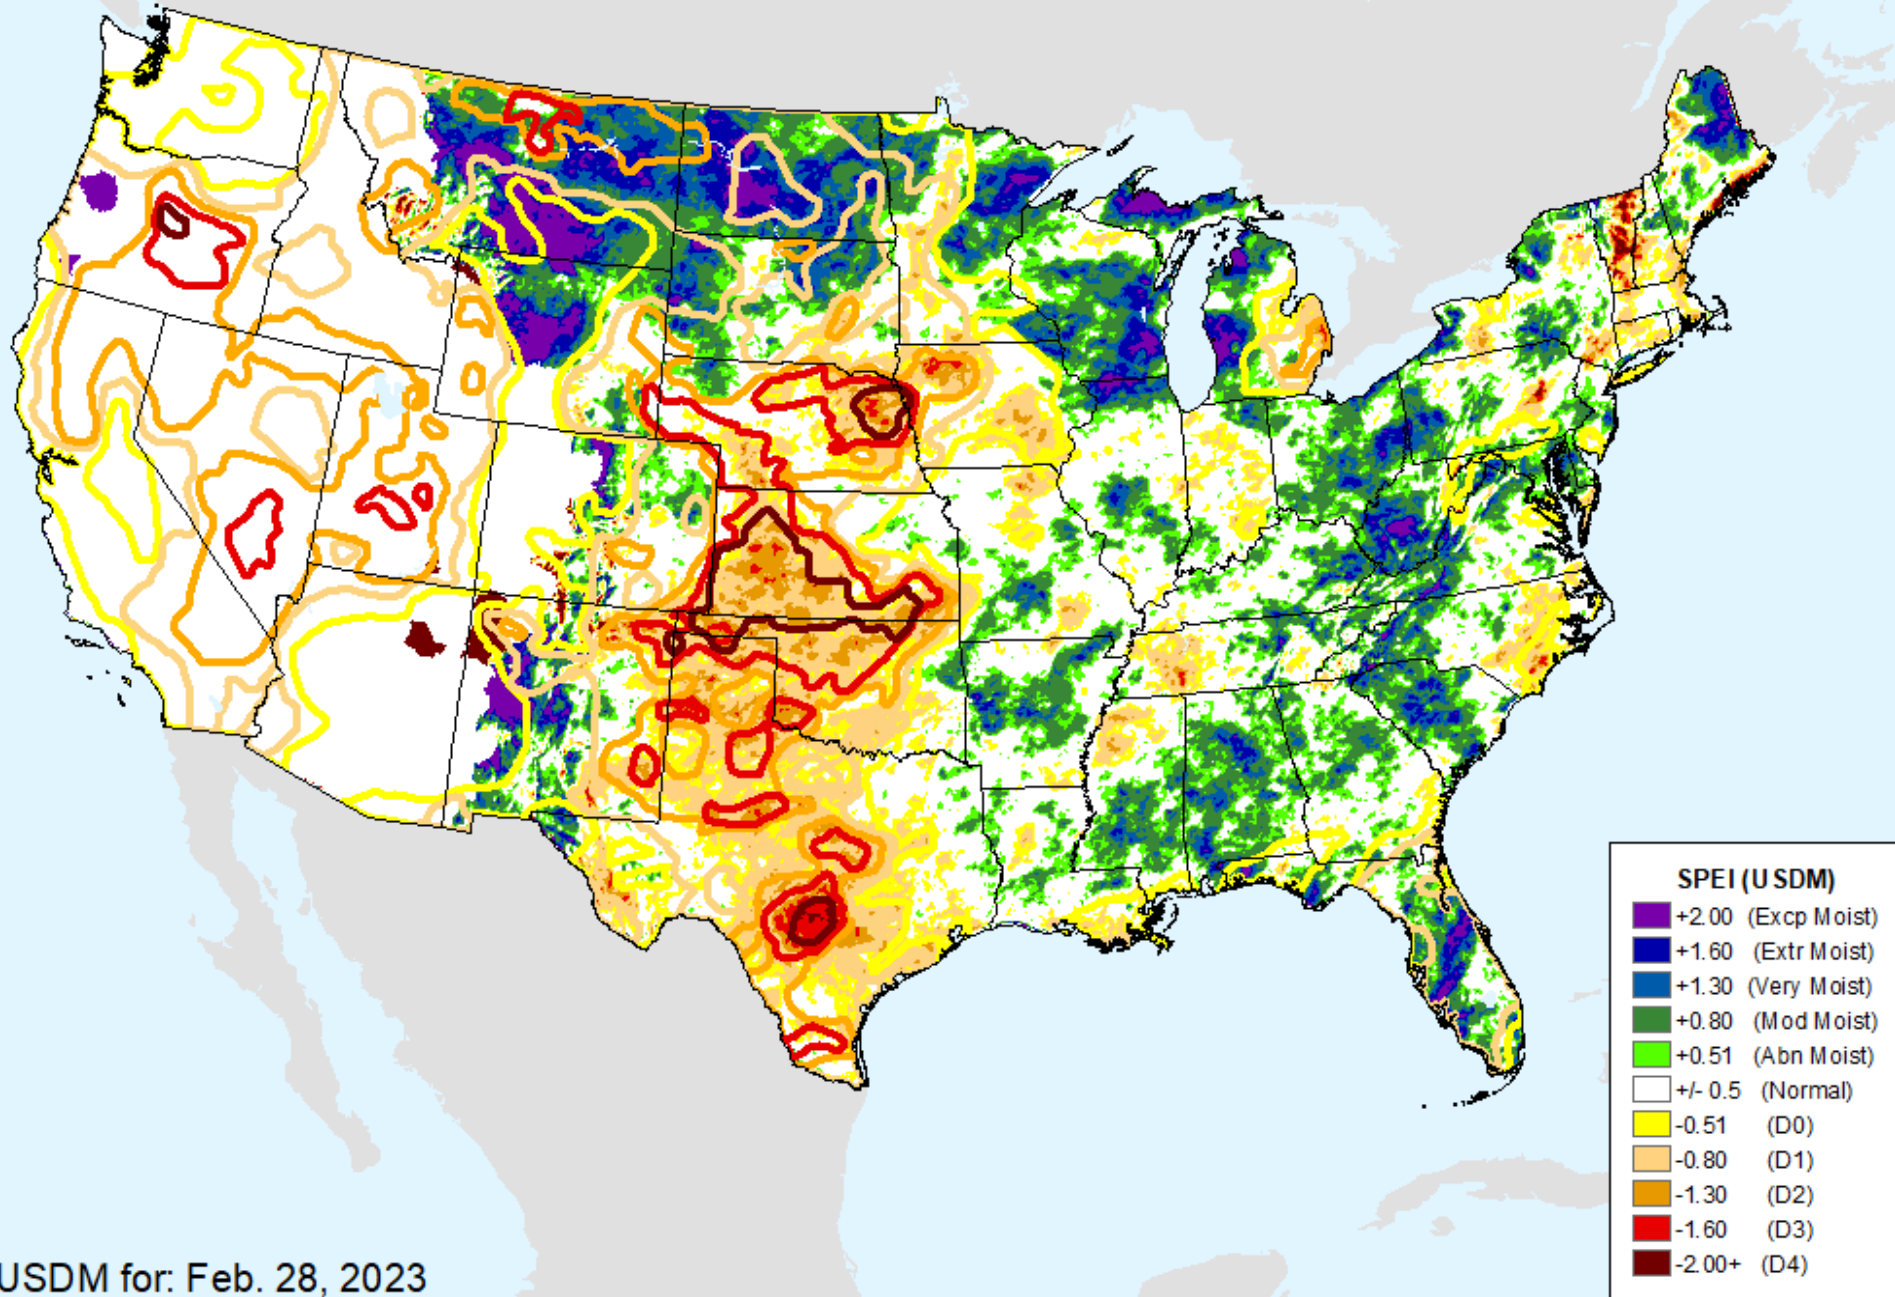 SPEI (USDM)
+2.00 (Excp Moist)
+1.60 (Extr Moist)
+1.30 (Very Moist)
+0.80 (Mod Moist)
+0.51 (Abn Moist)
+/- 0.5 (Normal)
-0.51 (D0)
-0.80 (D1)
-1.30 (D2)
-1.60 (D3)
-2.00+ (D4)
USDM for: Feb. 28, 2023